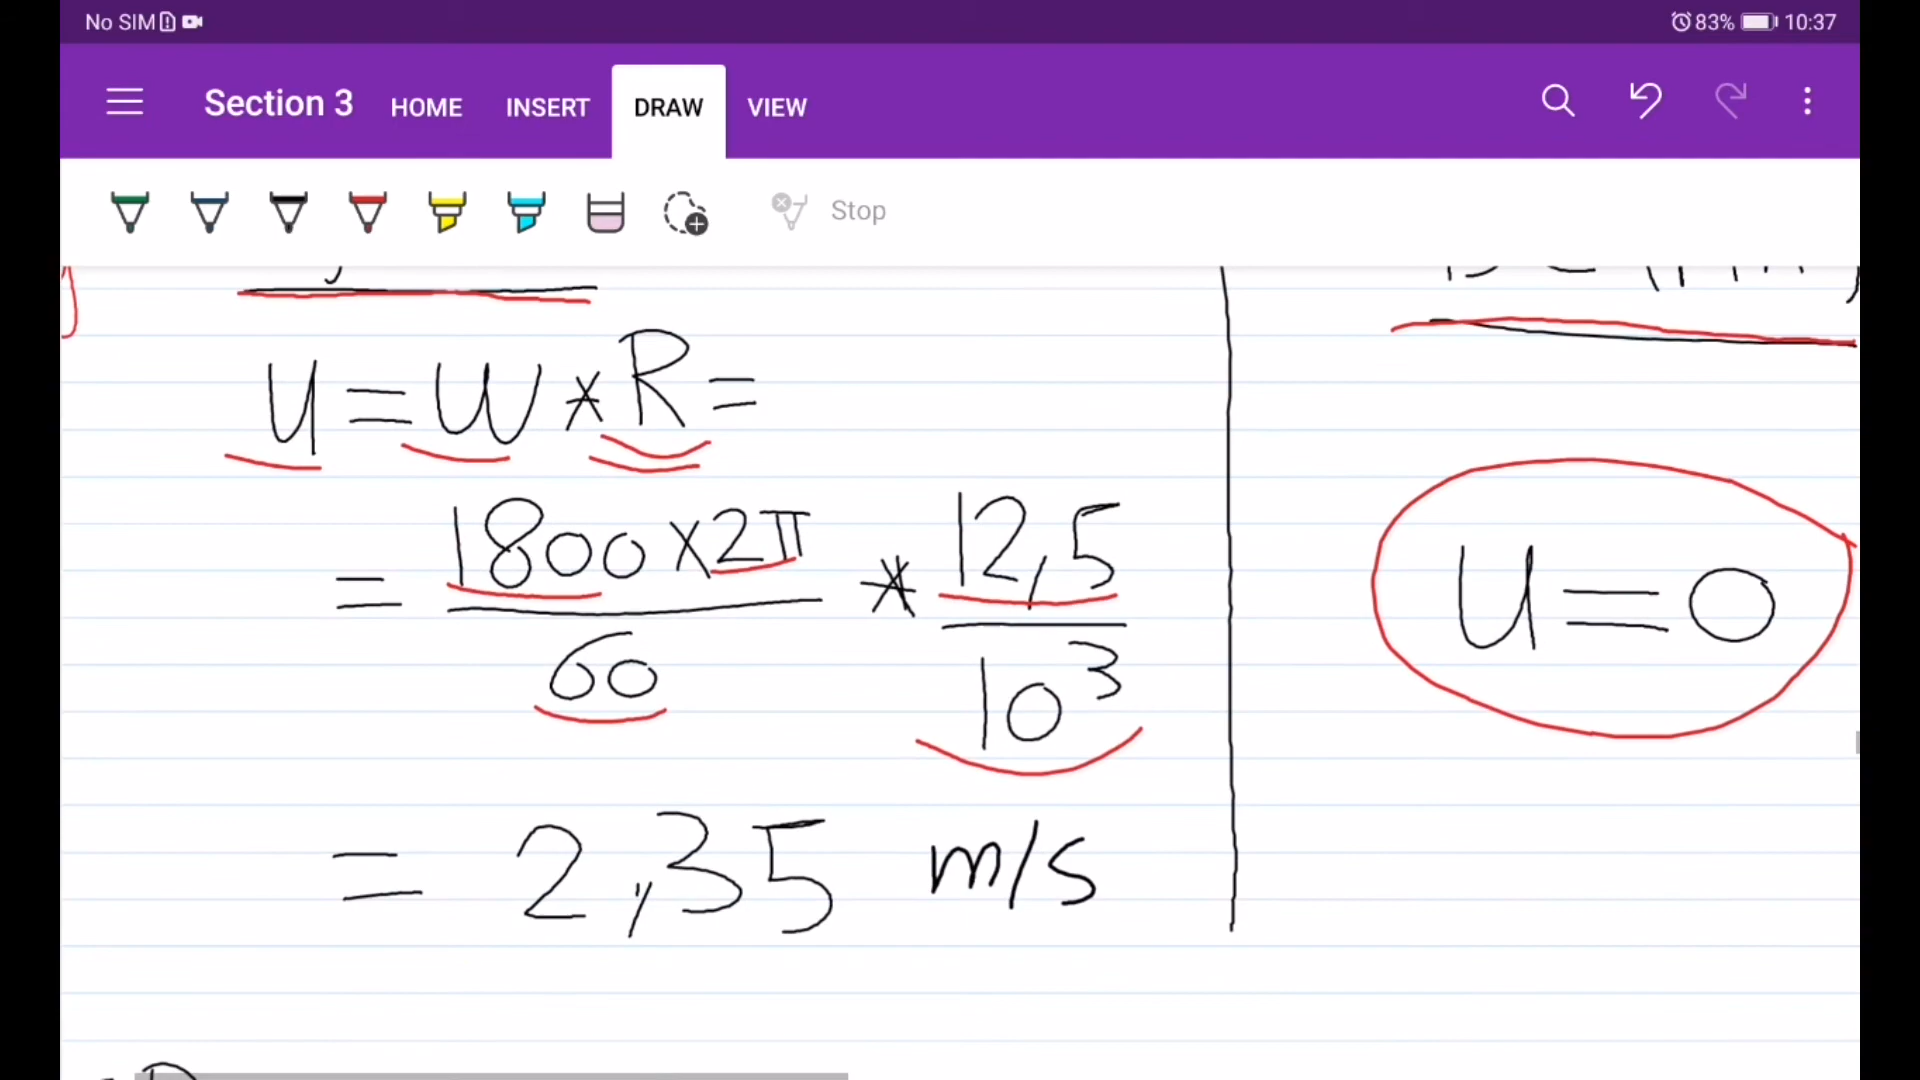 No SIM
83% 10:37
Section 3 HOME INSERT DRAW VIEW
Stop
U = W * R =
= 1800 × 2π / 60 * 12,5 / 10³
= 2,35 m/s
U = 0